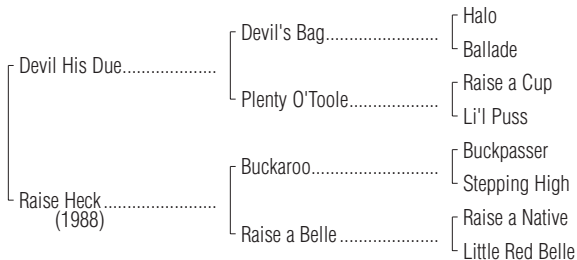 Halo
Devil's Bag......................
Ballade
Devil His Due...................
Raise a Cup
Plenty O'Toole..................
Li'l Puss
Buckpasser
Buckaroo.........................
Stepping High
Raise Heck.......................
(1988)
Raise a Native
Raise a Belle....................
Little Red Belle